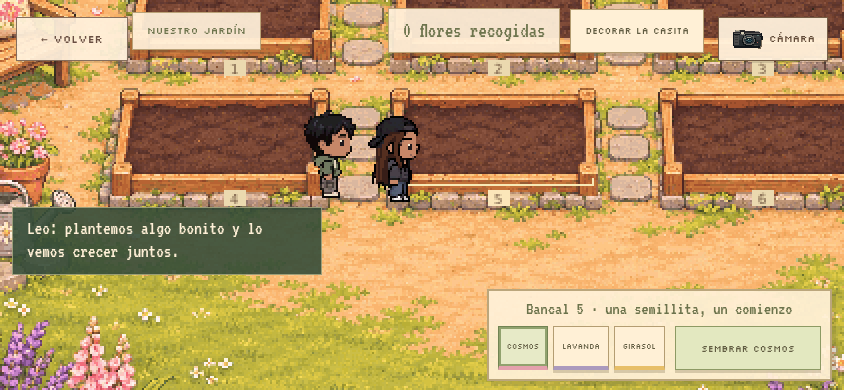 ← VOLVER
NUESTRO JARDÍN
0 flores recogidas
DECORAR LA CASITA
CÁMARA
1
2
3
4
5
6
Leo: plantemos algo bonito y lo
vemos crecer juntos.
Bancal 5 · una semillita, un comienzo
COSMOS
LAVANDA
GIRASOL
SEMBRAR COSMOS